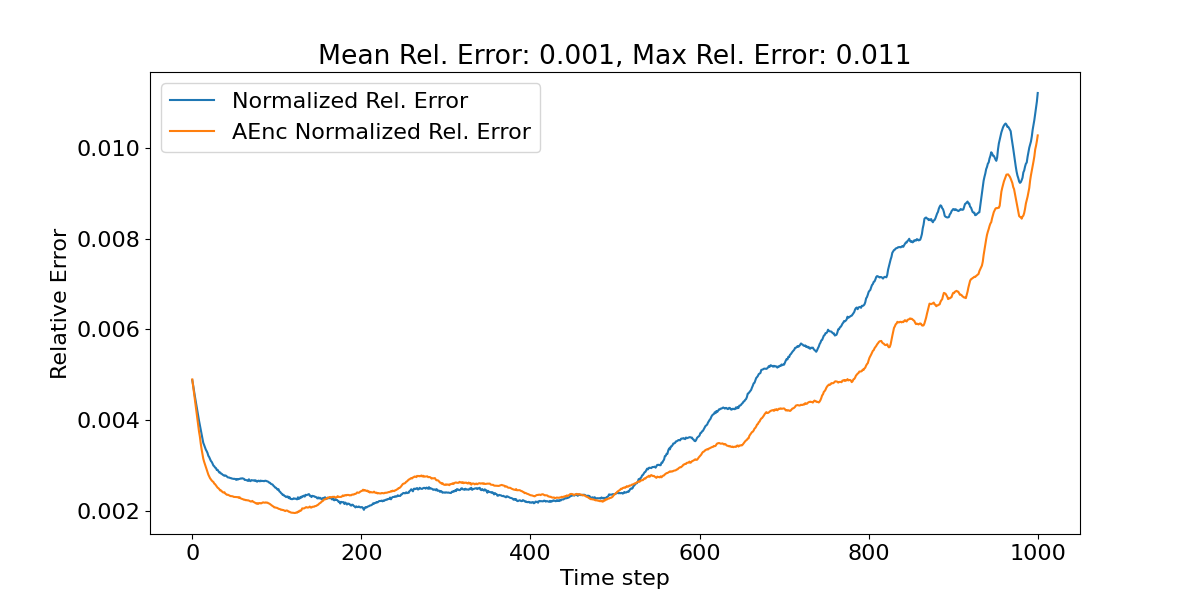 Mean Rel. Error: 0.001, Max Rel. Error: 0.011
Normalized Rel. Error
AEnc Normalized Rel. Error
0.010
0.008
0.006
0.004
0.002
Relative Error
0 200 400 600 800 1000
Time step